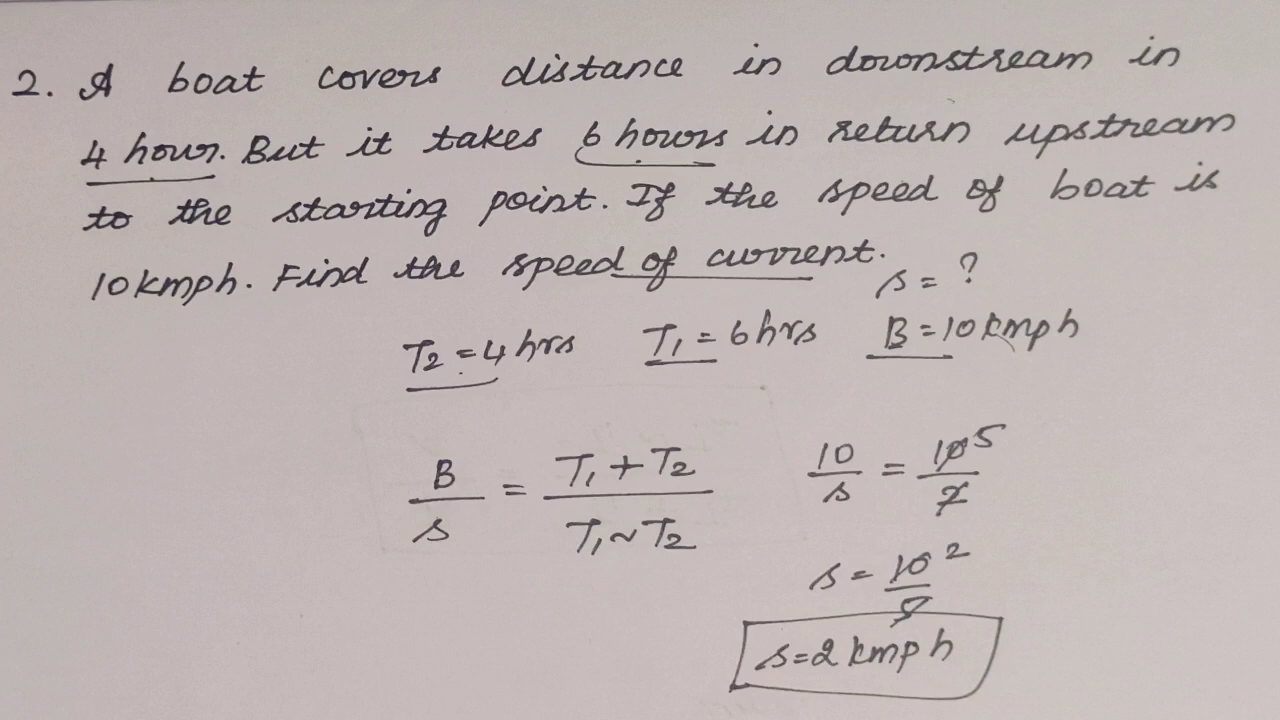 2. A boat covers distance in downstream in
4 hour. But it takes 6 hours in return upstream
to the starting point. If the speed of boat is
10kmph. Find the speed of current.
s = ?
T2 = 4 hrs T1 = 6 hrs B = 10 kmph
B/s = T1 + T2 / T1 ~ T2
10/s = 10 5 / 2
s = 10 2 / 5
s = 2 kmph